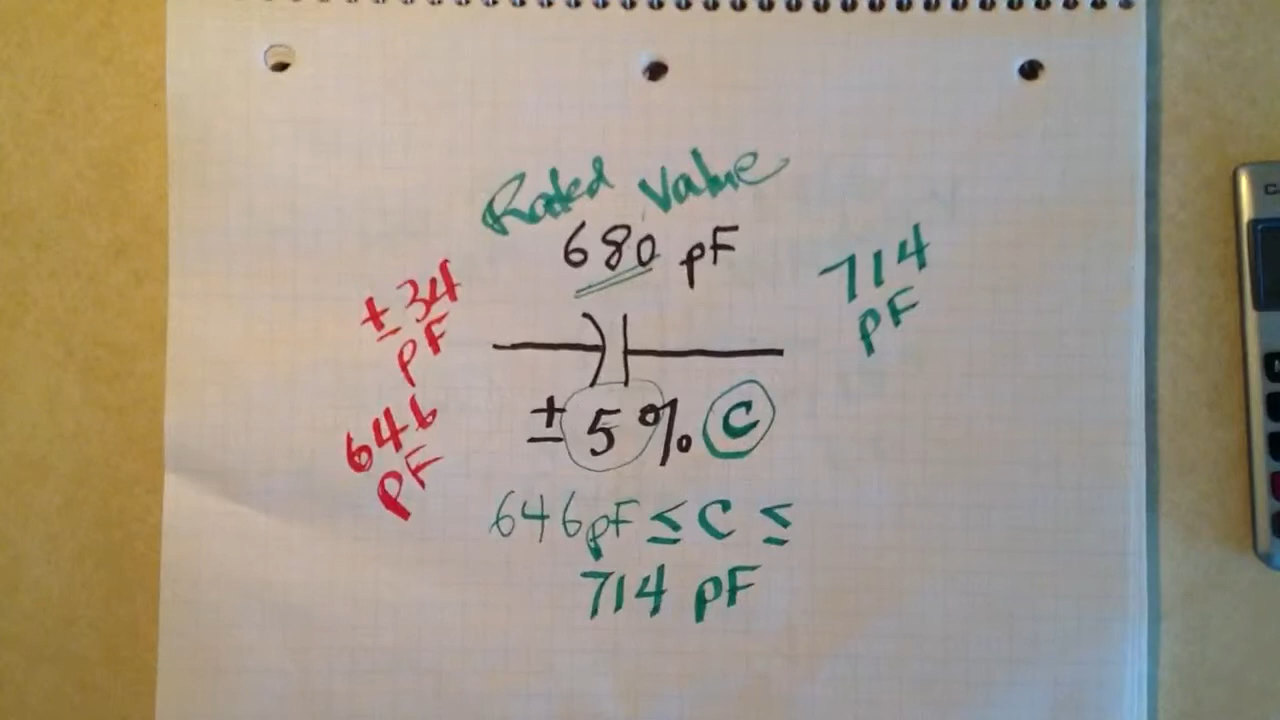 Rated Value
680 pF
± 34
PF
714
PF
± 5 % C
646
PF
646pF ≤ C ≤
714 pF
C